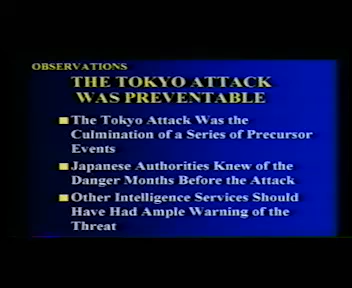 OBSERVATIONS
THE TOKYO ATTACK
WAS PREVENTABLE
The Tokyo Attack Was the
Culmination of a Series of Precursor
Events
Japanese Authorities Knew of the
Danger Months Before the Attack
Other Intelligence Services Should
Have Had Ample Warning of the
Threat